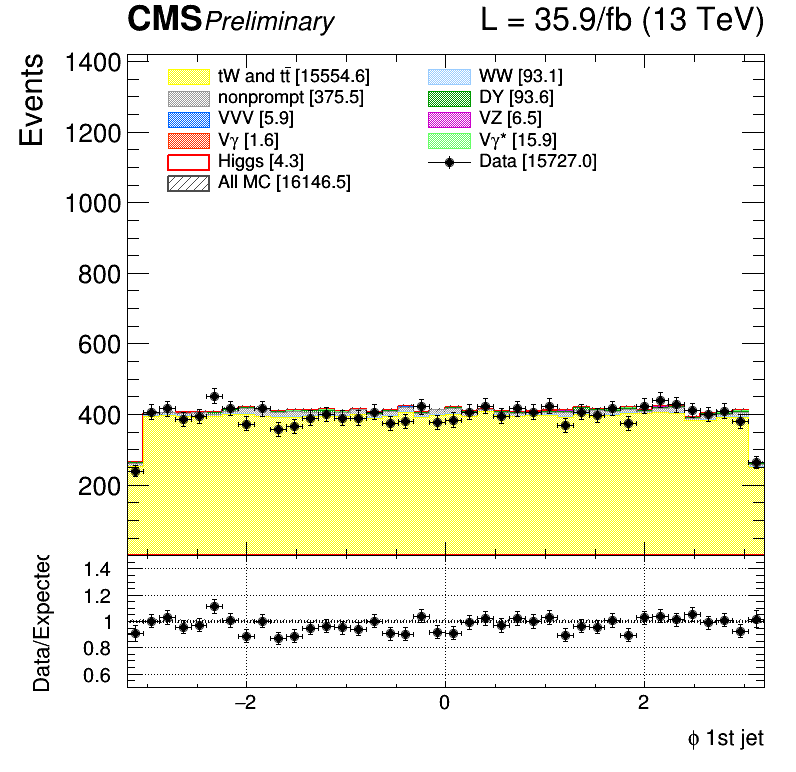 CMS Preliminary L = 35.9/fb (13 TeV)
Events
1400
1200
1000
800
600
400
200
tW and tt̄ [15554.6]
nonprompt [375.5]
VVV [5.9]
Vγ [1.6]
Higgs [4.3]
All MC [16146.5]
WW [93.1]
DY [93.6]
VZ [6.5]
Vγ* [15.9]
Data [15727.0]
Data/Expected
1.4
1.2
1
0.8
0.6
−2 0 2
ϕ 1st jet